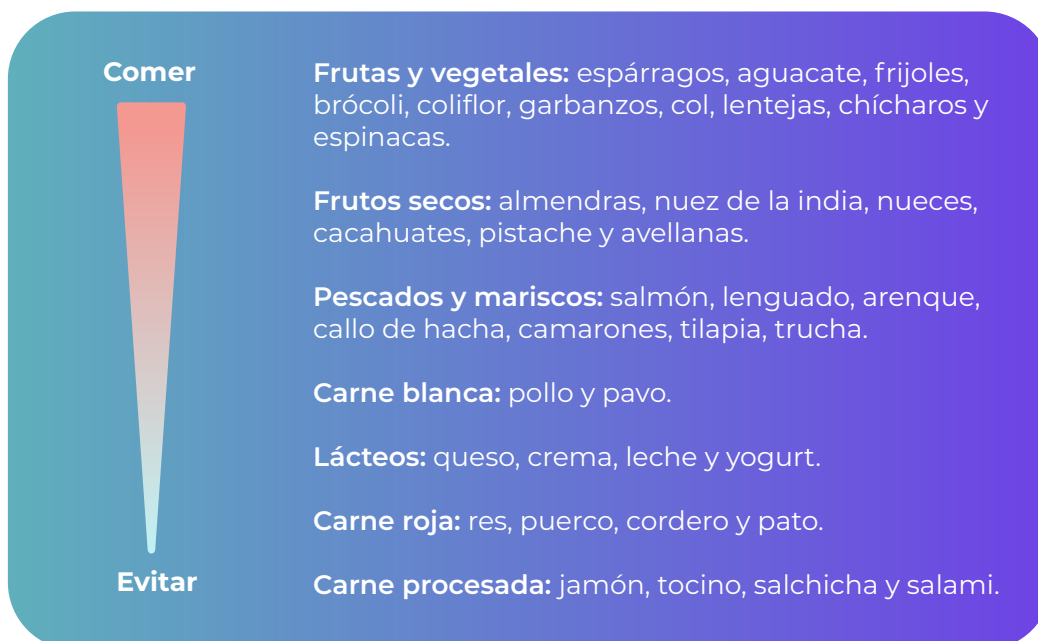 Comer
Frutas y vegetales: espárragos, aguacate, frijoles,
brócoli, coliflor, garbanzos, col, lentejas, chícharos y
espinacas.
Frutos secos: almendras, nuez de la india, nueces,
cacahuates, pistache y avellanas.
Pescados y mariscos: salmón, lenguado, arenque,
callo de hacha, camarones, tilapia, trucha.
Carne blanca: pollo y pavo.
Lácteos: queso, crema, leche y yogurt.
Carne roja: res, puerco, cordero y pato.
Evitar
Carne procesada: jamón, tocino, salchicha y salami.